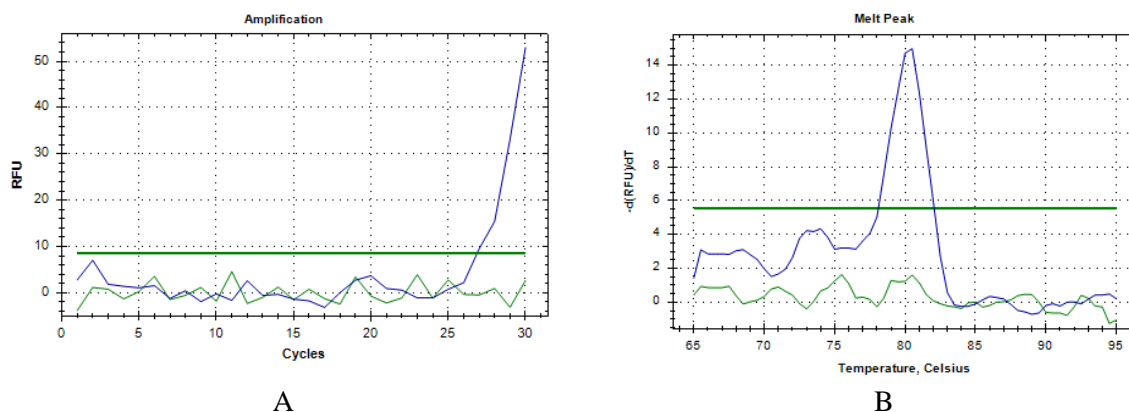 Amplification
50
40
30
20
10
0
RFU
0 5 10 15 20 25 30
Cycles
A
Melt Peak
14
12
10
8
6
4
2
0
-d(RFU)/dT
65 70 75 80 85 90 95
Temperature, Celsius
B